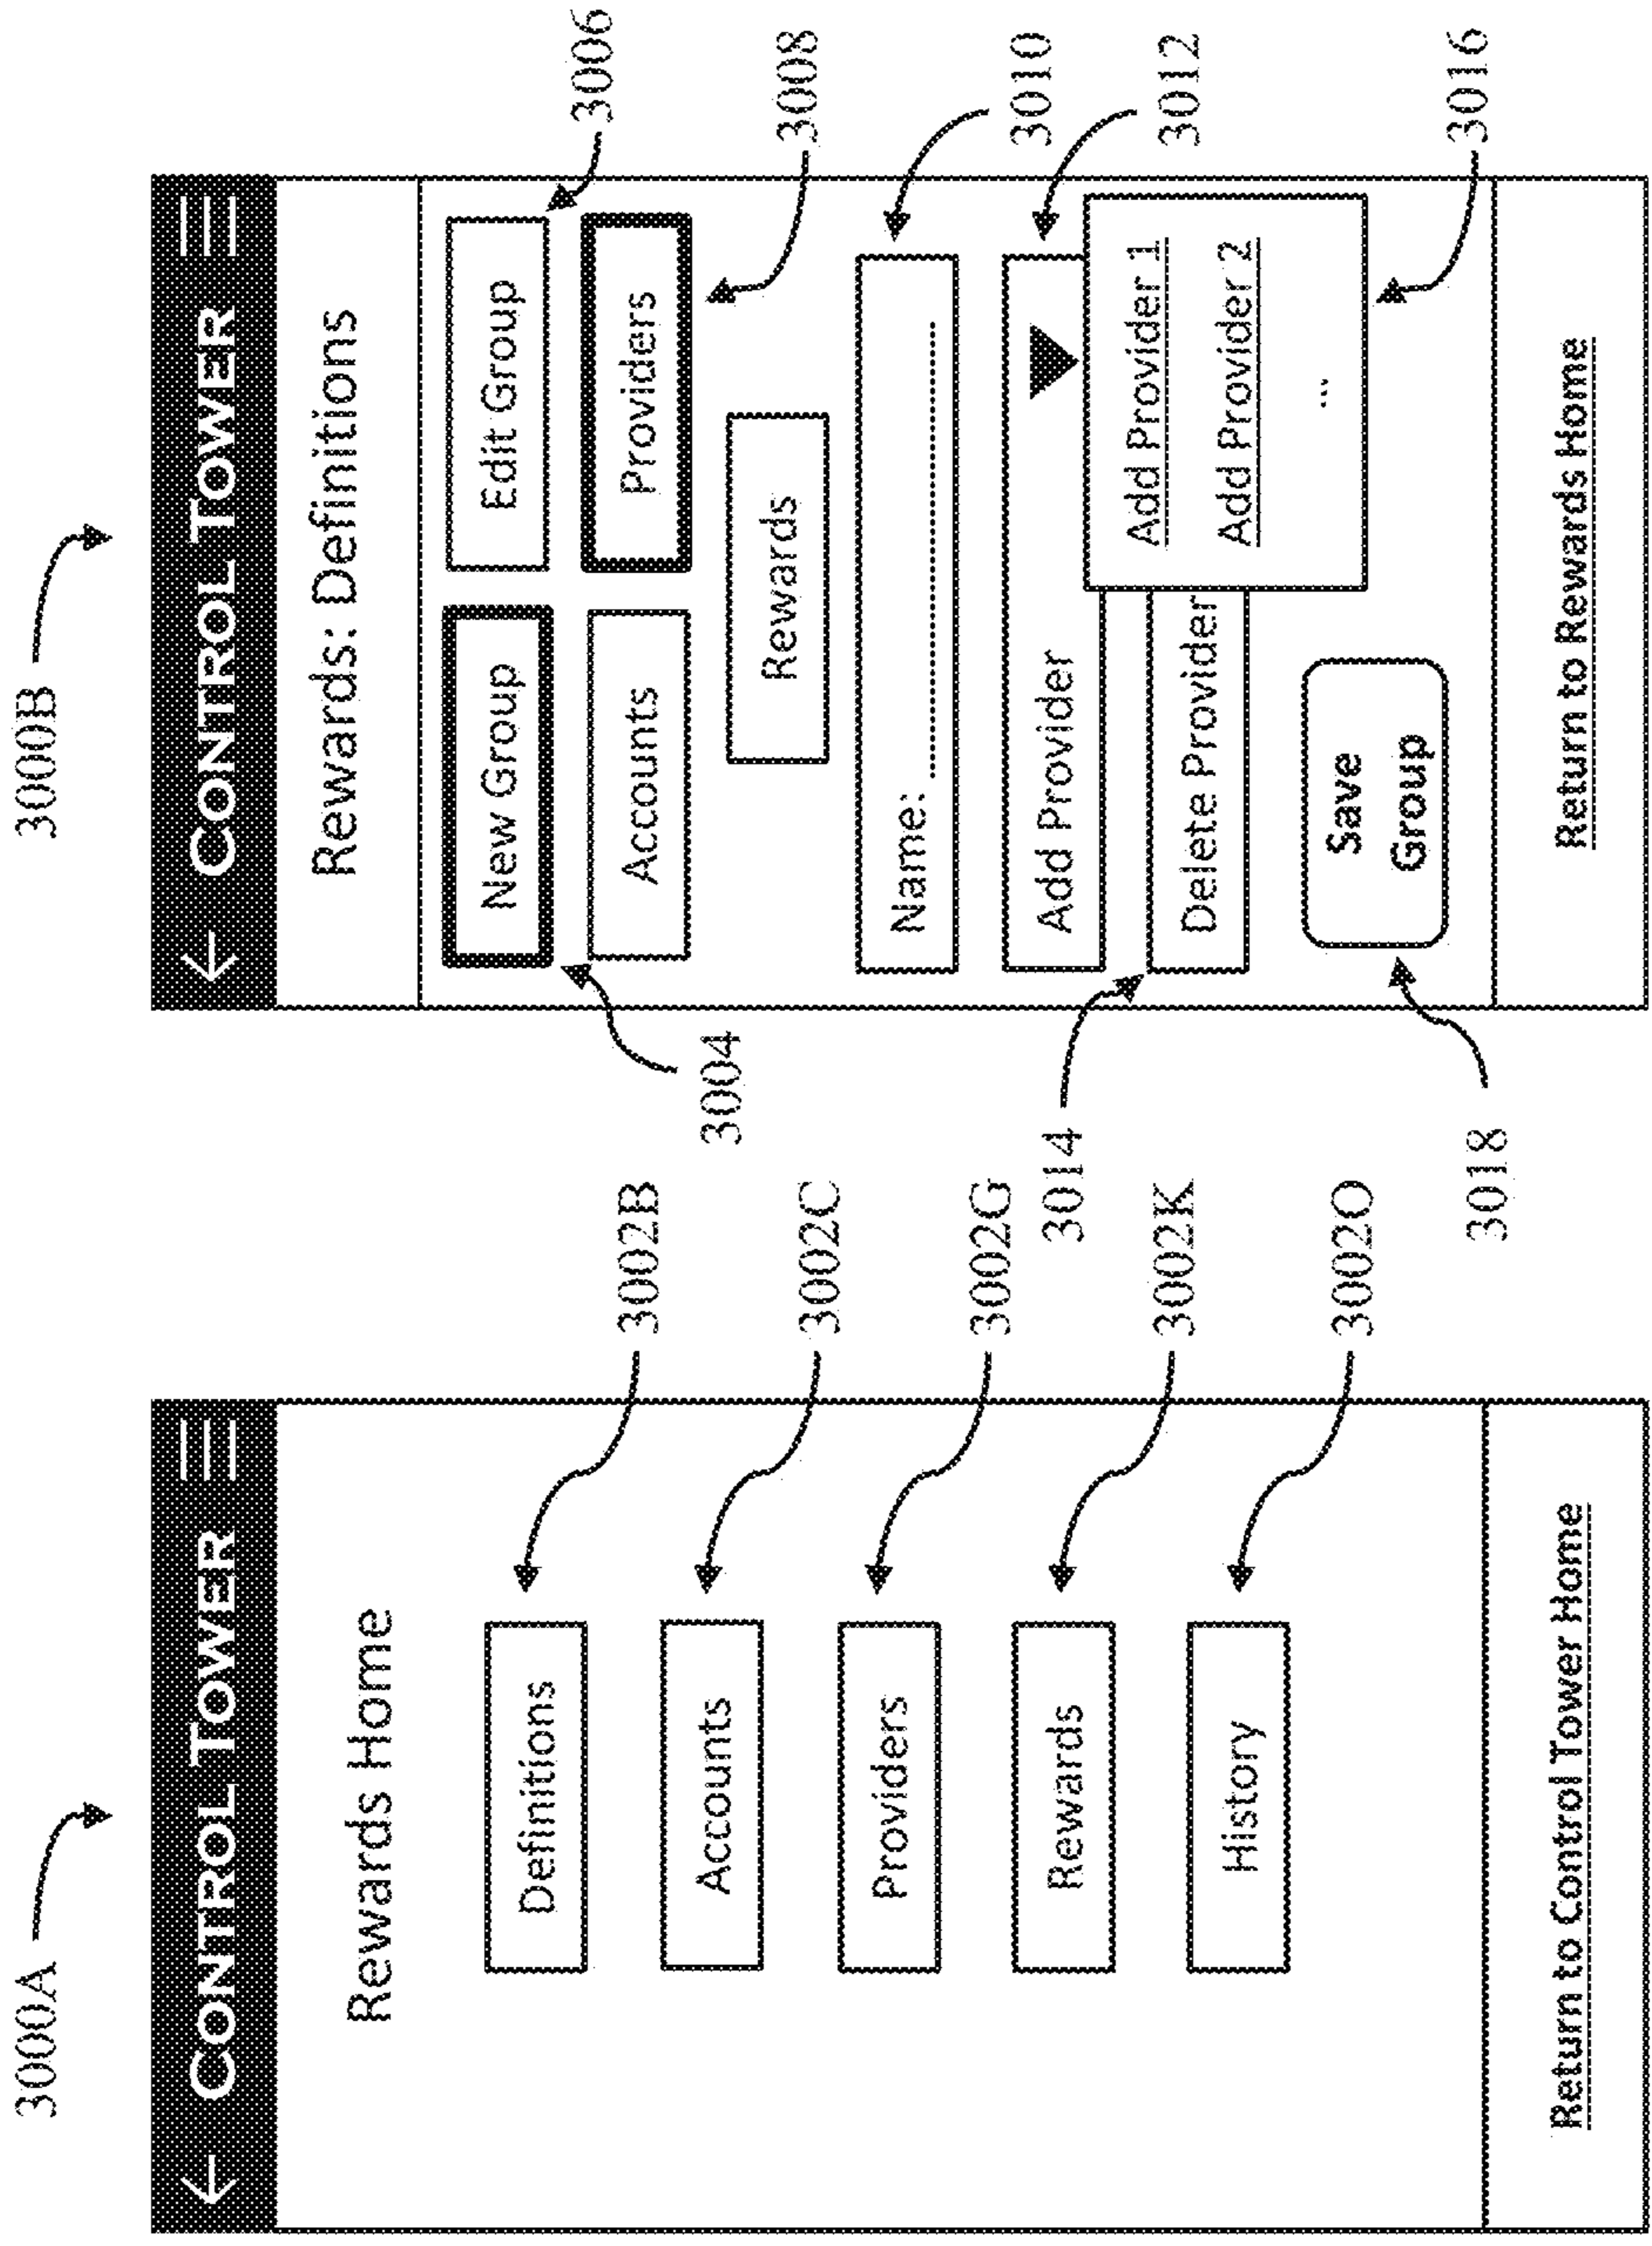 3000A
← CONTROL TOWER
Rewards Home
Definitions
3002B
Accounts
3002C
Providers
3002G
Rewards
3002K
History
3002O
Return to Control Tower Home
3000B
← CONTROL TOWER
Rewards: Definitions
New Group
Edit Group
3004
3006
Accounts
Providers
3008
Rewards
Name:
3010
Add Provider
3012
Add Provider 1
Add Provider 2
...
3016
3014
Delete Provider
Save
Group
3018
Return to Rewards Home